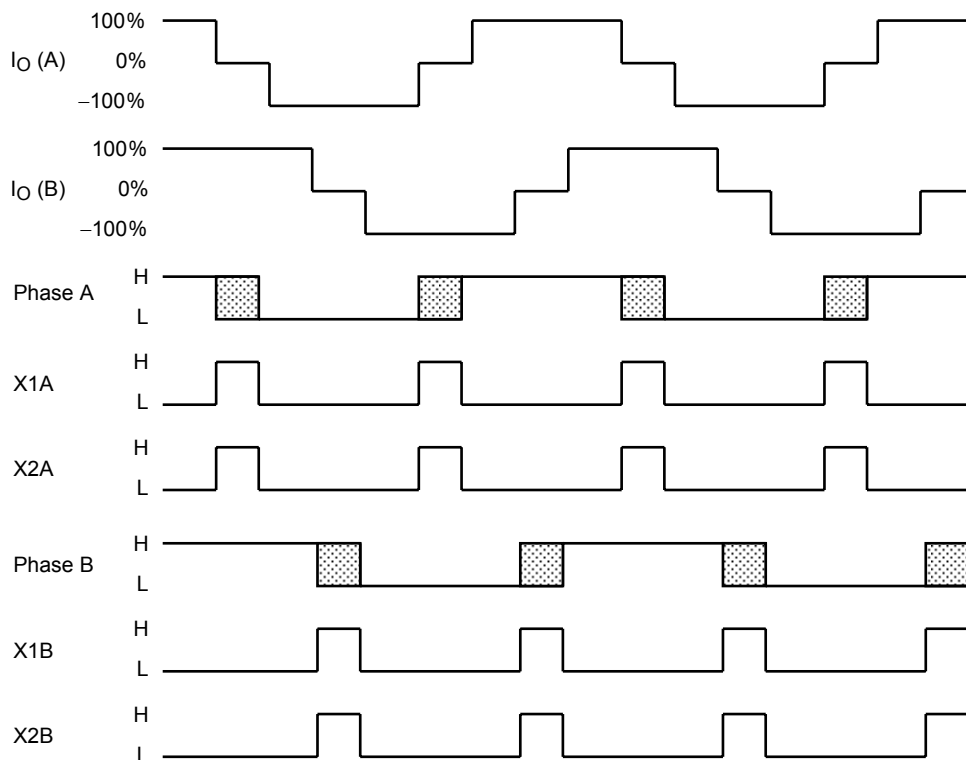 100%
I_O (A) 0%
−100%
100%
I_O (B) 0%
−100%
H
Phase A
L
H
X1A
L
H
X2A
L
H
Phase B
L
H
X1B
L
H
X2B
L